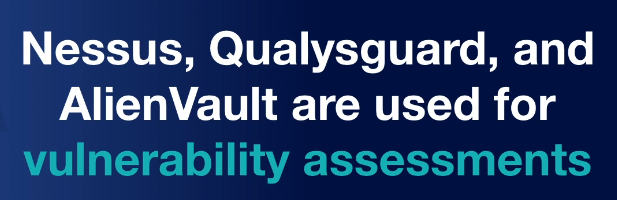 Nessus, Qualysguard, and
AlienVault are used for
vulnerability assessments